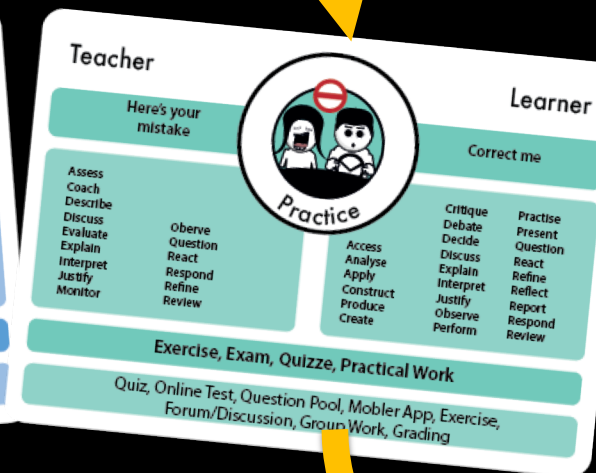 Teacher
Learner
Here's your
mistake
Practice
Correct me
Assess
Coach
Describe
Discuss
Evaluate
Explain
Interpret
Justify
Monitor
Oberve
Question
React
Respond
Refine
Review
Access
Analyse
Apply
Construct
Produce
Create
Critique
Debate
Decide
Discuss
Explain
Interpret
Justify
Observe
Perform
Practise
Present
Question
React
Refine
Reflect
Report
Respond
Review
Exercise, Exam, Quizze, Practical Work
Quiz, Online Test, Question Pool, Mobler App, Exercise,
Forum/Discussion, Group Work, Grading